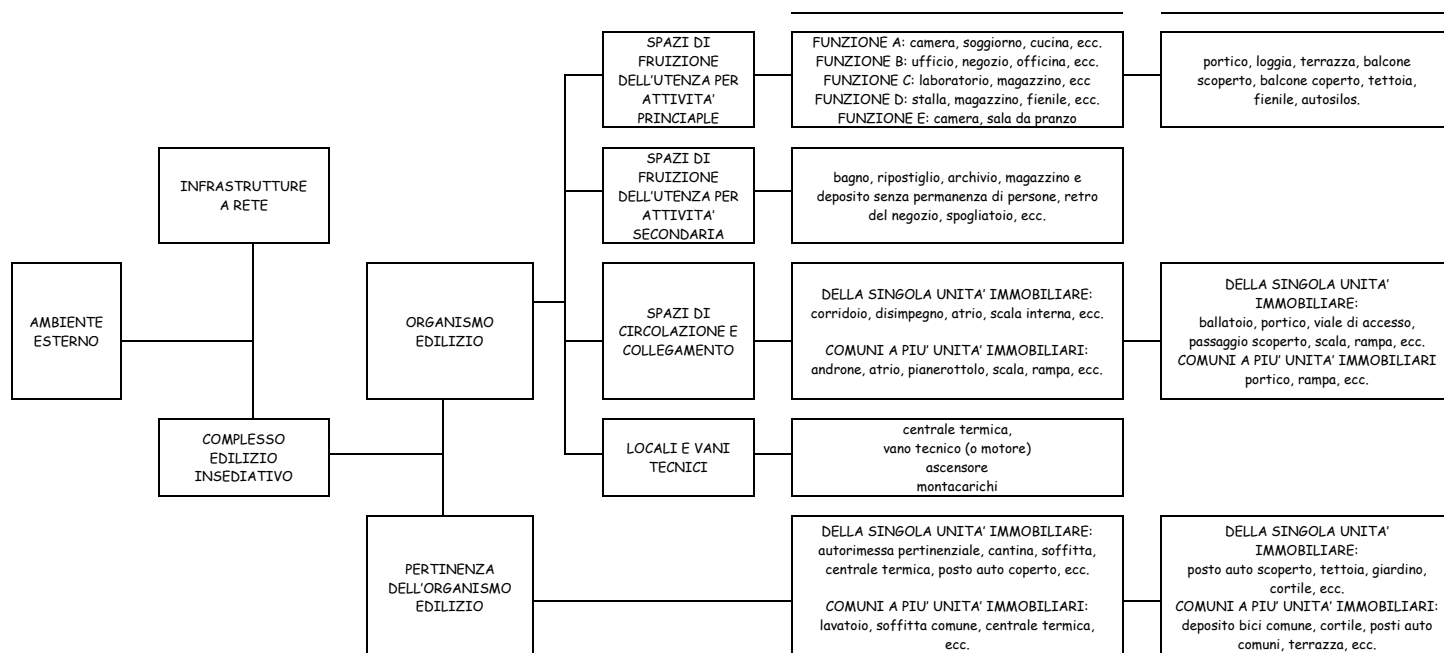 SPAZI DI
FRUIZIONE
DELL'UTENZA PER
ATTIVITA'
PRINCIAPLE
FUNZIONE A: camera, soggiorno, cucina, ecc.
FUNZIONE B: ufficio, negozio, officina, ecc.
FUNZIONE C: laboratorio, magazzino, ecc
FUNZIONE D: stalla, magazzino, fienile, ecc.
FUNZIONE E: camera, sala da pranzo
portico, loggia, terrazza, balcone
scoperto, balcone coperto, tettoia,
fienile, autosilos.
INFRASTRUTTURE
A RETE
SPAZI DI
FRUIZIONE
DELL'UTENZA PER
ATTIVITA'
SECONDARIA
bagno, ripostiglio, archivio, magazzino e
deposito senza permanenza di persone, retro
del negozio, spogliatoio, ecc.
AMBIENTE
ESTERNO
ORGANISMO
EDILIZIO
SPAZI DI
CIRCOLAZIONE E
COLLEGAMENTO
DELLA SINGOLA UNITA' IMMOBILIARE:
corridoio, disimpegno, atrio, scala interna, ecc.
COMUNI A PIU' UNITA' IMMOBILIARI:
androne, atrio, pianerottolo, scala, rampa, ecc.
DELLA SINGOLA UNITA'
IMMOBILIARE:
ballatoio, portico, viale di accesso,
passaggio scoperto, scala, rampa, ecc.
COMUNI A PIU' UNITA' IMMOBILIARI
portico, rampa, ecc.
COMPLESSO
EDILIZIO
INSEDIATIVO
LOCALI E VANI
TECNICI
centrale termica,
vano tecnico (o motore)
ascensore
montacarichi
PERTINENZA
DELL'ORGANISMO
EDILIZIO
DELLA SINGOLA UNITA' IMMOBILIARE:
autorimessa pertinenziale, cantina, soffitta,
centrale termica, posto auto coperto, ecc.
COMUNI A PIU' UNITA' IMMOBILIARI:
lavatoio, soffitta comune, centrale termica,
ecc.
DELLA SINGOLA UNITA'
IMMOBILIARE:
posto auto scoperto, tettoia, giardino,
cortile, ecc.
COMUNI A PIU' UNITA' IMMOBILIARI:
deposito bici comune, cortile, posti auto
comuni, terrazza, ecc.